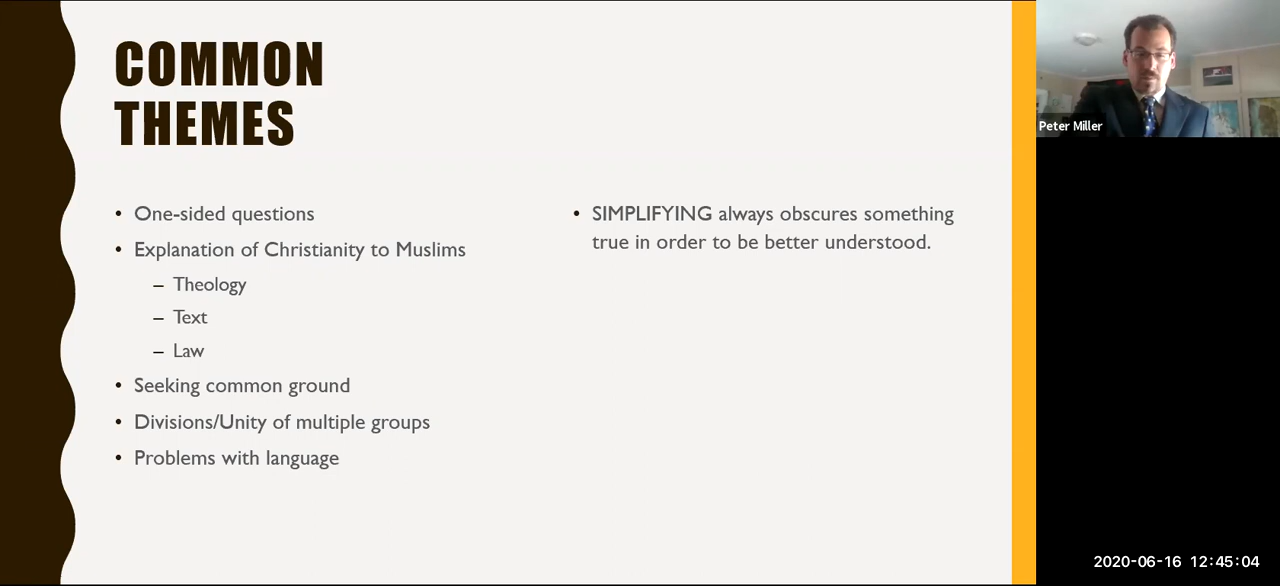 COMMON
THEMES
• One-sided questions
• Explanation of Christianity to Muslims
– Theology
– Text
– Law
• Seeking common ground
• Divisions/Unity of multiple groups
• Problems with language
• SIMPLIFYING always obscures something
true in order to be better understood.
Peter Miller
2020-06-16 12:45:04